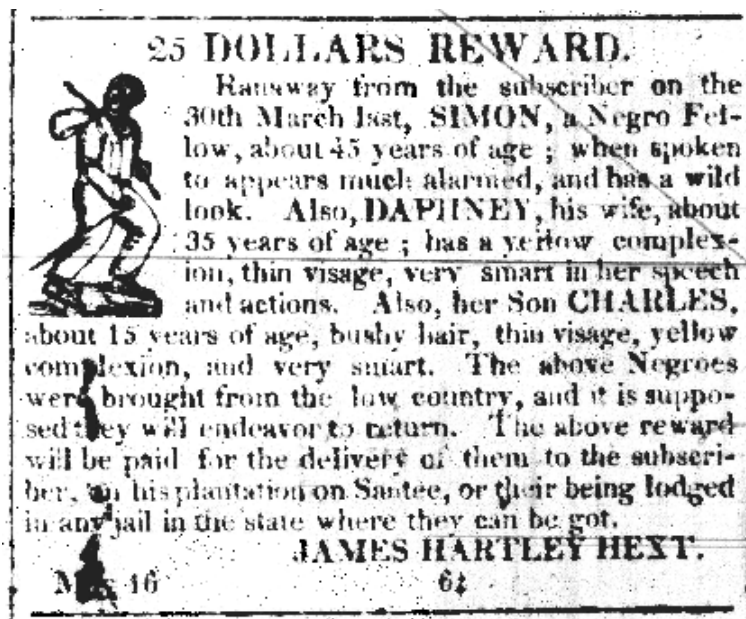 25 DOLLARS REWARD.
Ranaway from the subscriber on the
30th March last, SIMON, a Negro Fel-
low, about 45 years of age ; when spoken
to appears much alarmed, and has a wild
look. Also, DAPHNEY, his wife, about
35 years of age ; has a yellow complex-
ion, thin visage, very smart in her speech
and actions. Also, her Son CHARLES,
about 15 years of age, bushy hair, thin visage, yellow
complexion, and very smart. The above Negroes
were brought from the low country, and it is suppo-
sed they will endeavor to return. The above reward
will be paid for the delivery of them to the subscri-
ber, on his plantation on Santee, or their being lodged
in any jail in the state where they can be got.
JAMES HARTLEY HEXT.
16